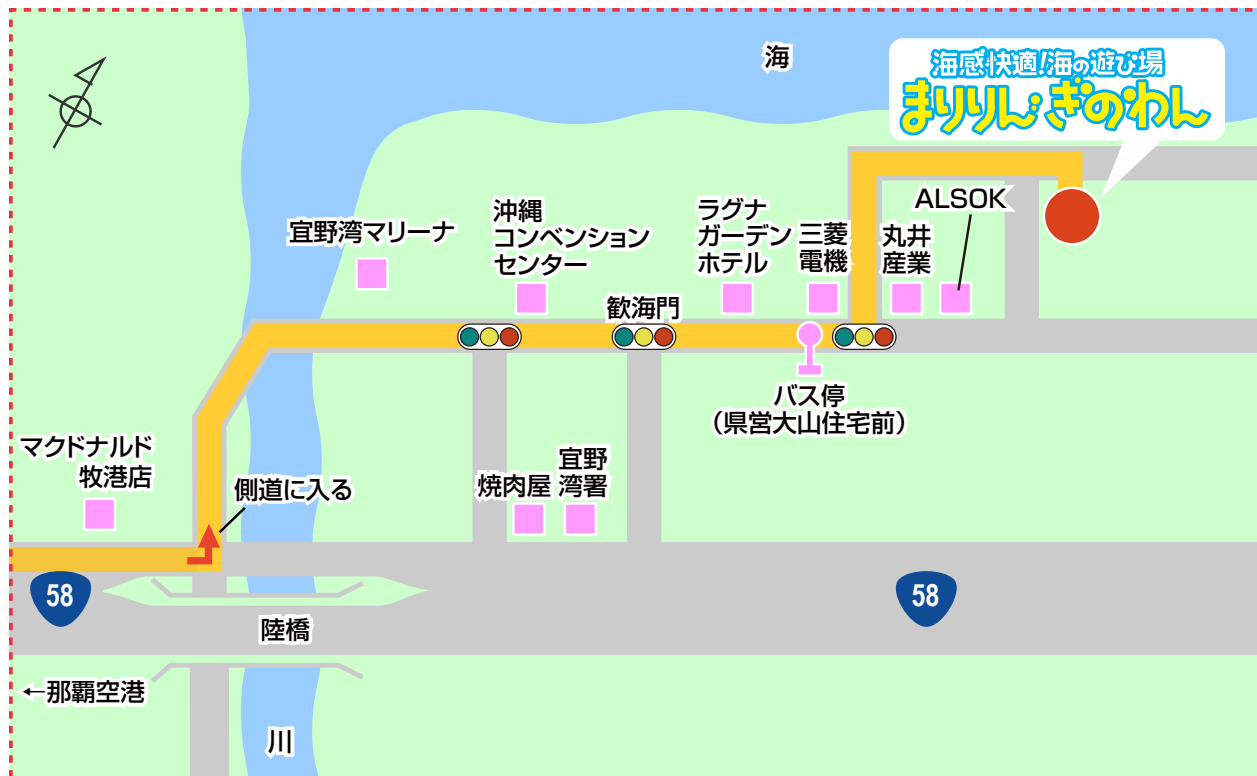 海
海感快適!海の遊び場
まりりんぎのわん
ALSOK
宜野湾マリーナ
沖縄
コンベンション
センター
ラグナ
ガーデン
ホテル
三菱
電機
丸井
産業
歓海門
バス停
(県営大山住宅前)
マクドナルド
牧港店
側道に入る
焼肉屋
宜野
湾署
58
58
陸橋
←那覇空港
川